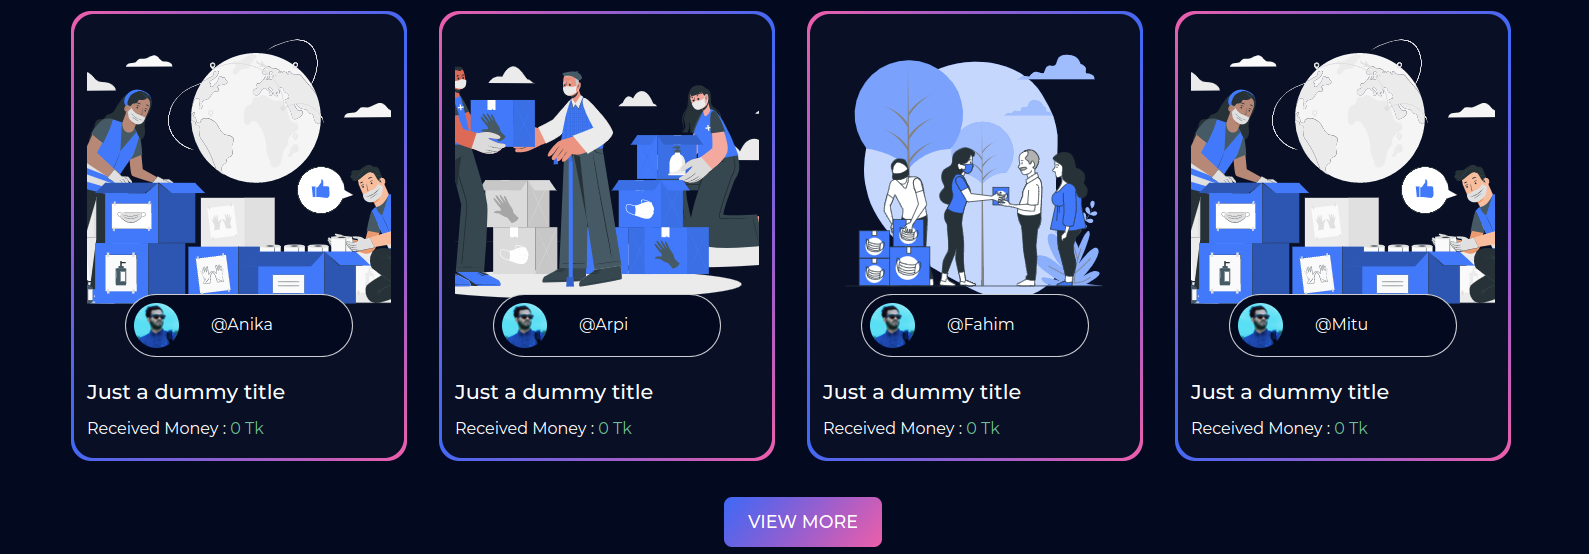 @Anika
Just a dummy title
Received Money : 0 Tk
@Arpi
Just a dummy title
Received Money : 0 Tk
@Fahim
Just a dummy title
Received Money : 0 Tk
@Mitu
Just a dummy title
Received Money : 0 Tk
VIEW MORE